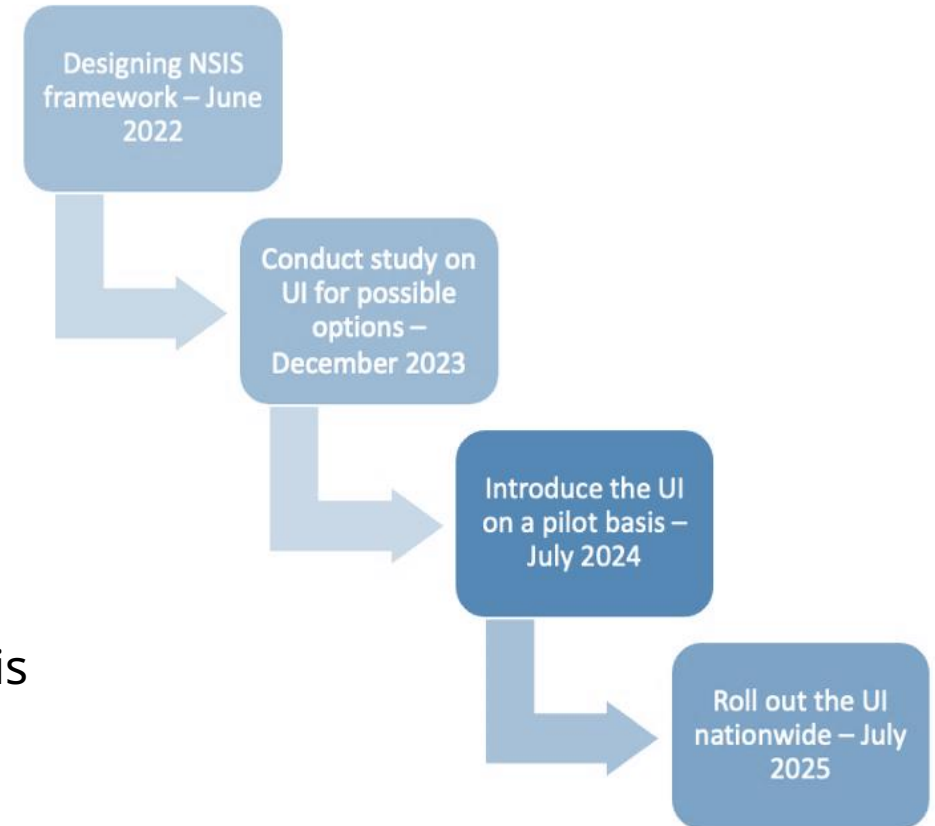 Designing NSIS
framework – June
2022
Conduct study on
UI for possible
options –
December 2023
Introduce the UI
on a pilot basis –
July 2024
is
Roll out the UI
nationwide – July
2025